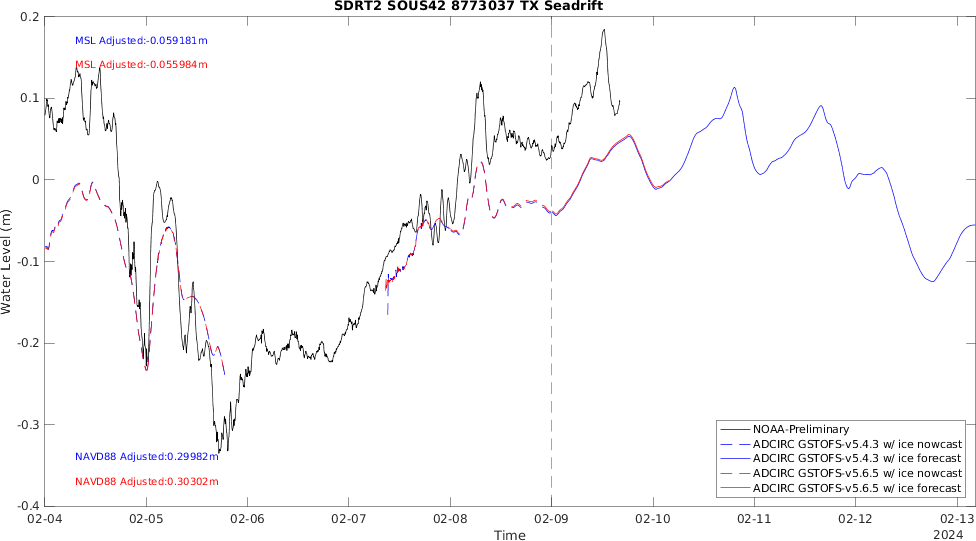 SDRT2 SOUS42 8773037 TX Seadrift
MSL Adjusted:-0.059181m
MSL Adjusted:-0.055984m
NAVD88 Adjusted:0.29982m
NAVD88 Adjusted:0.30302m
Water Level (m)
0.2
0.1
0
-0.1
-0.2
-0.3
-0.4
NOAA-Preliminary
ADCIRC GSTOFS-v5.4.3 w/ ice nowcast
ADCIRC GSTOFS-v5.4.3 w/ ice forecast
ADCIRC GSTOFS-v5.6.5 w/ ice nowcast
ADCIRC GSTOFS-v5.6.5 w/ ice forecast
02-04 02-05 02-06 02-07 02-08 02-09 02-10 02-11 02-12 02-13
Time
2024